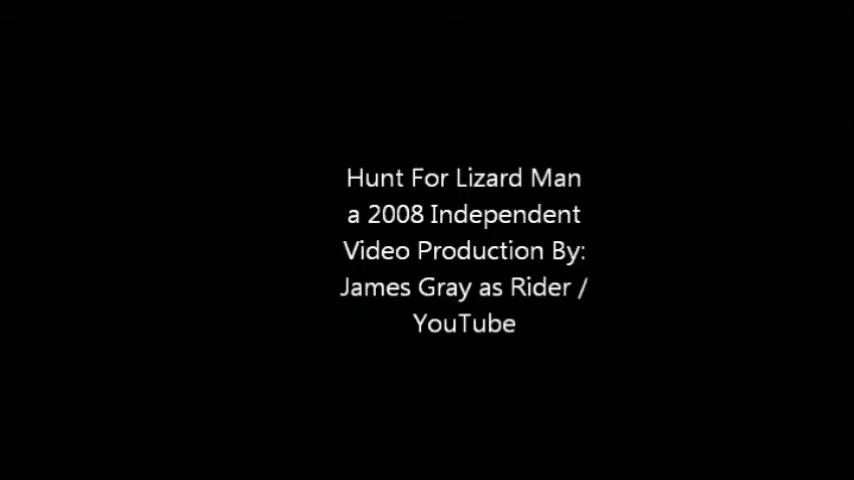 Hunt For Lizard Man
a 2008 Independent
Video Production By:
James Gray as Rider /
YouTube